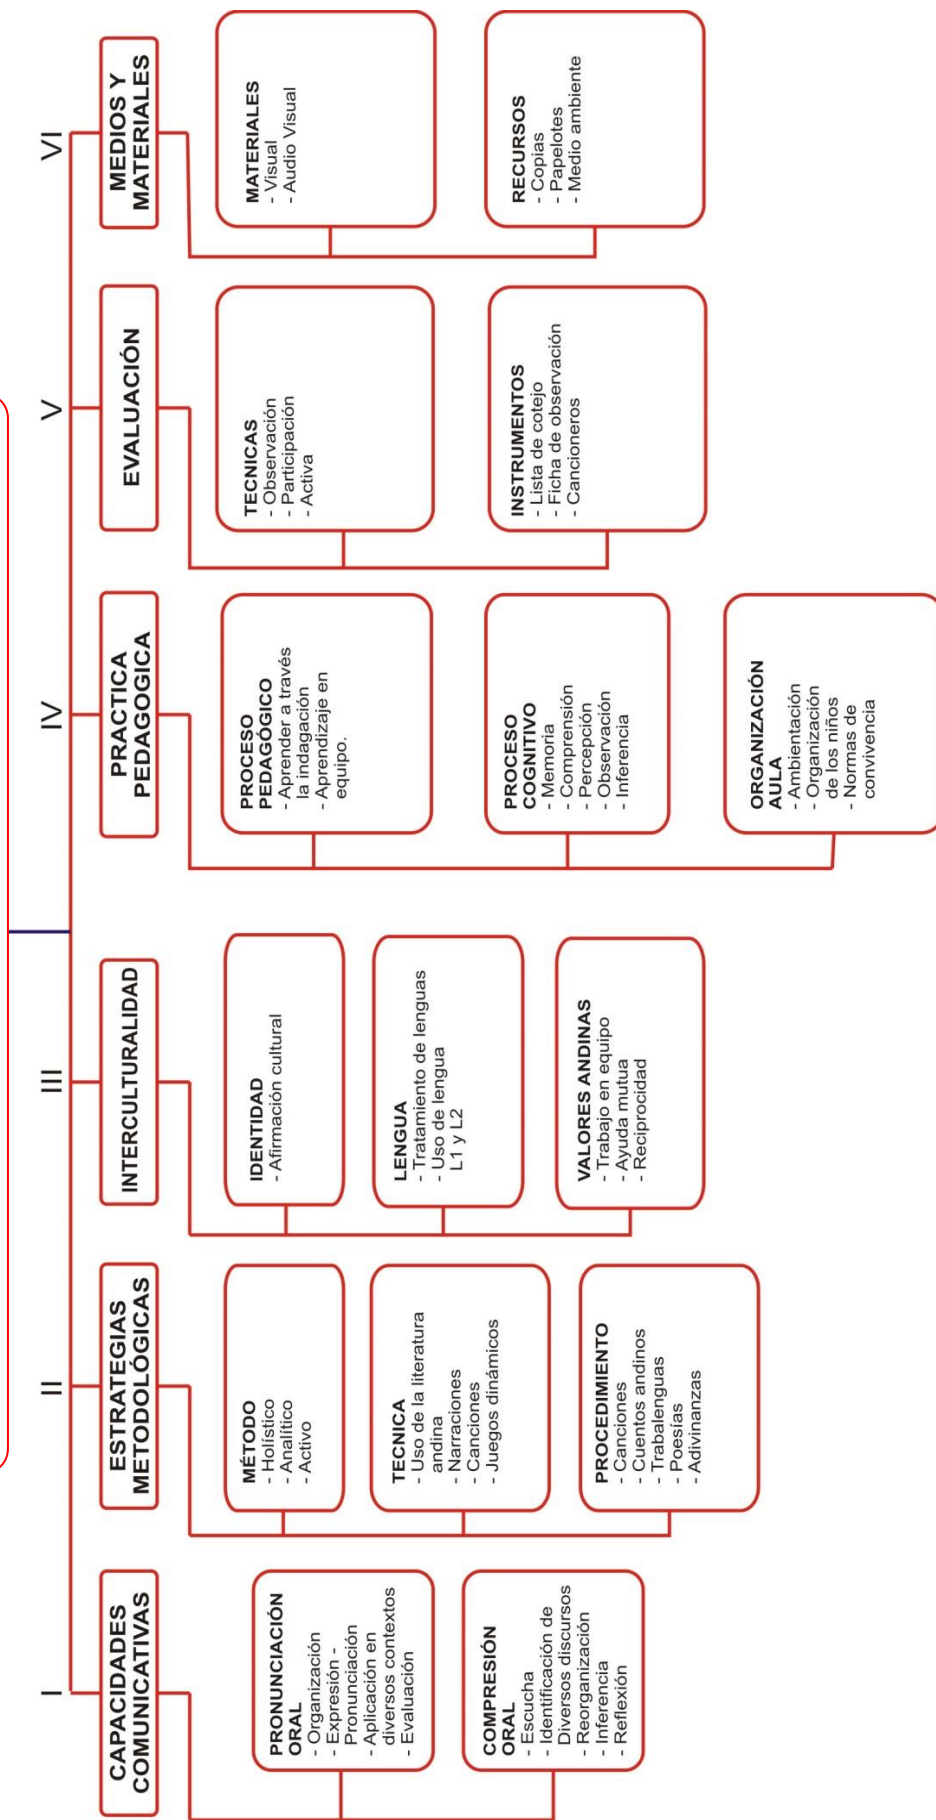 I
CAPACIDADES
COMUNICATIVAS
PRONUNCIACIÓN
ORAL
- Organización
- Expresión -
Pronunciación
- Aplicación en
diversos contextos
- Evaluación
COMPRESIÓN
ORAL
- Escucha
- Identificación de
Diversos discursos
- Reorganización
- Inferencia
- Reflexión
II
ESTRATEGIAS
METODOLÓGICAS
MÉTODO
- Holístico
- Analítico
- Activo
TECNICA
- Uso de la literatura
andina
- Narraciones
- Canciones
- Juegos dinámicos
PROCEDIMIENTO
- Canciones
- Cuentos andinos
- Trabalenguas
- Poesías
- Adivinanzas
III
INTERCULTURALIDAD
IDENTIDAD
- Afirmación cultural
LENGUA
- Tratamiento de lenguas
- Uso de lengua
L1 y L2
VALORES ANDINAS
- Trabajo en equipo
- Ayuda mutua
- Reciprocidad
IV
PRACTICA
PEDAGOGICA
PROCESO
PEDAGÓGICO
- Aprender a través
la indagación
- Aprendizaje en
equipo.
PROCESO
COGNITIVO
- Memoria
- Comprensión
- Percepción
- Observación
- Inferencia
ORGANIZACIÓN
AULA
- Ambientación
- Organización
de los niños
- Normas de
convivencia
V
EVALUACIÓN
TECNICAS
- Observación
- Participación
- Activa
INSTRUMENTOS
- Lista de cotejo
- Ficha de observación
- Cancioneros
VI
MEDIOS Y
MATERIALES
MATERIALES
- Visual
- Audio Visual
RECURSOS
- Copias
- Papelotes
- Medio ambiente